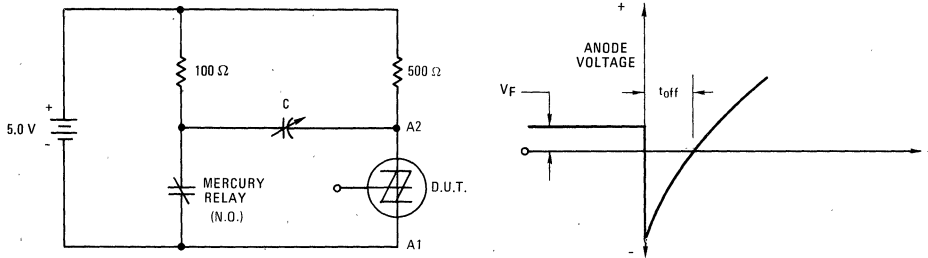 100 Ω
500 Ω
C
5.0 V
+
-
A2
MERCURY
RELAY
(N.O.)
D.U.T.
A1
+
ANODE
VOLTAGE
VF
toff
-